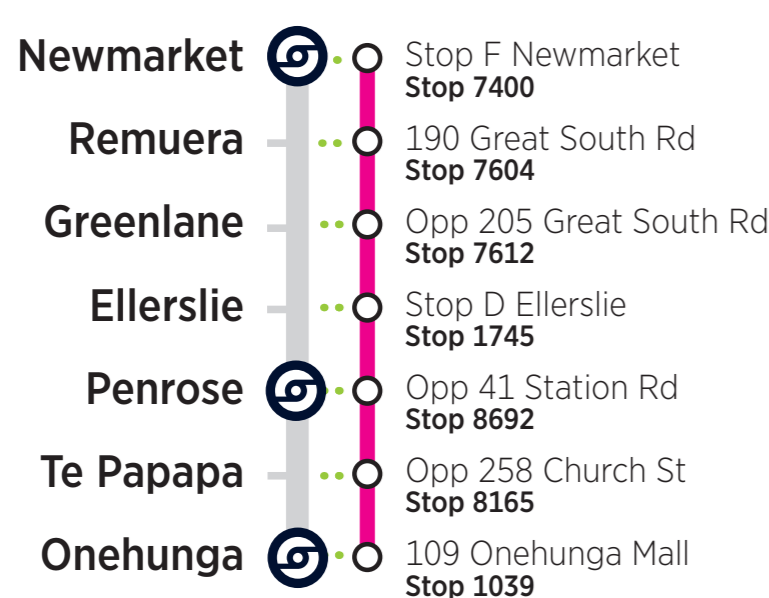 Newmarket
Stop F Newmarket
Stop 7400
Remuera
190 Great South Rd
Stop 7604
Greenlane
Opp 205 Great South Rd
Stop 7612
Ellerslie
Stop D Ellerslie
Stop 1745
Penrose
Opp 41 Station Rd
Stop 8692
Te Papapa
Opp 258 Church St
Stop 8165
Onehunga
109 Onehunga Mall
Stop 1039